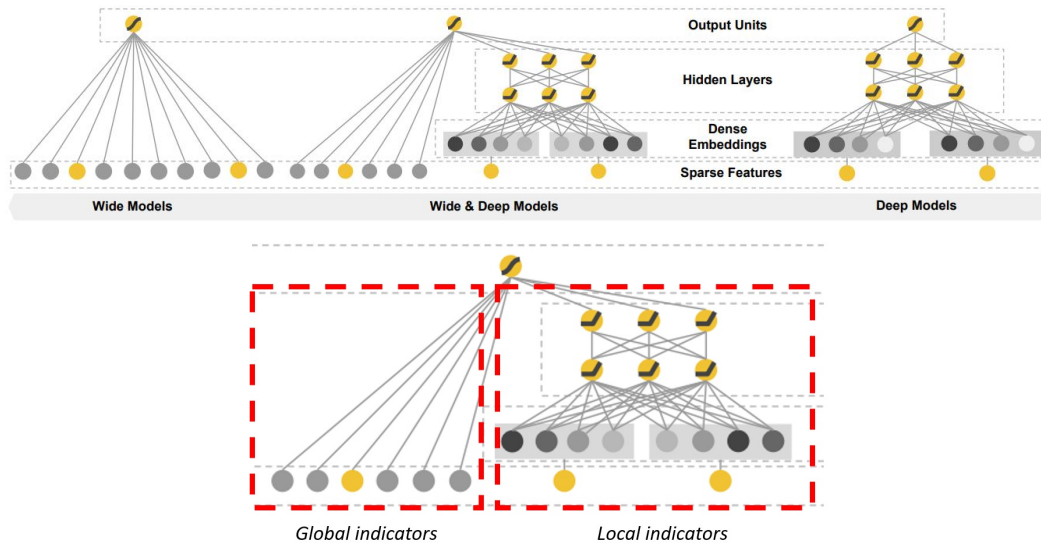 Output Units
Hidden Layers
Dense
Embeddings
Sparse Features
Wide Models
Wide & Deep Models
Deep Models
Global indicators
Local indicators